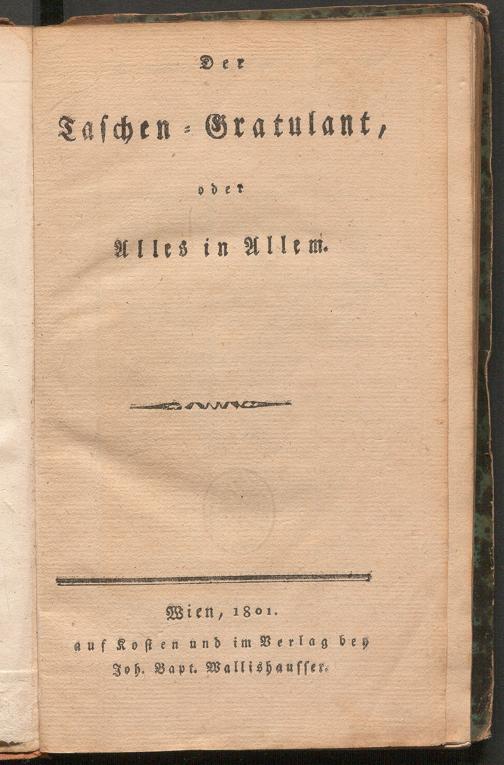 Der
Taschen-Gratulant,
oder
Alles in Allem.
Wien, 1801.
auf Kosten und im Verlag bey
Joh. Bapt. Wallishausser.